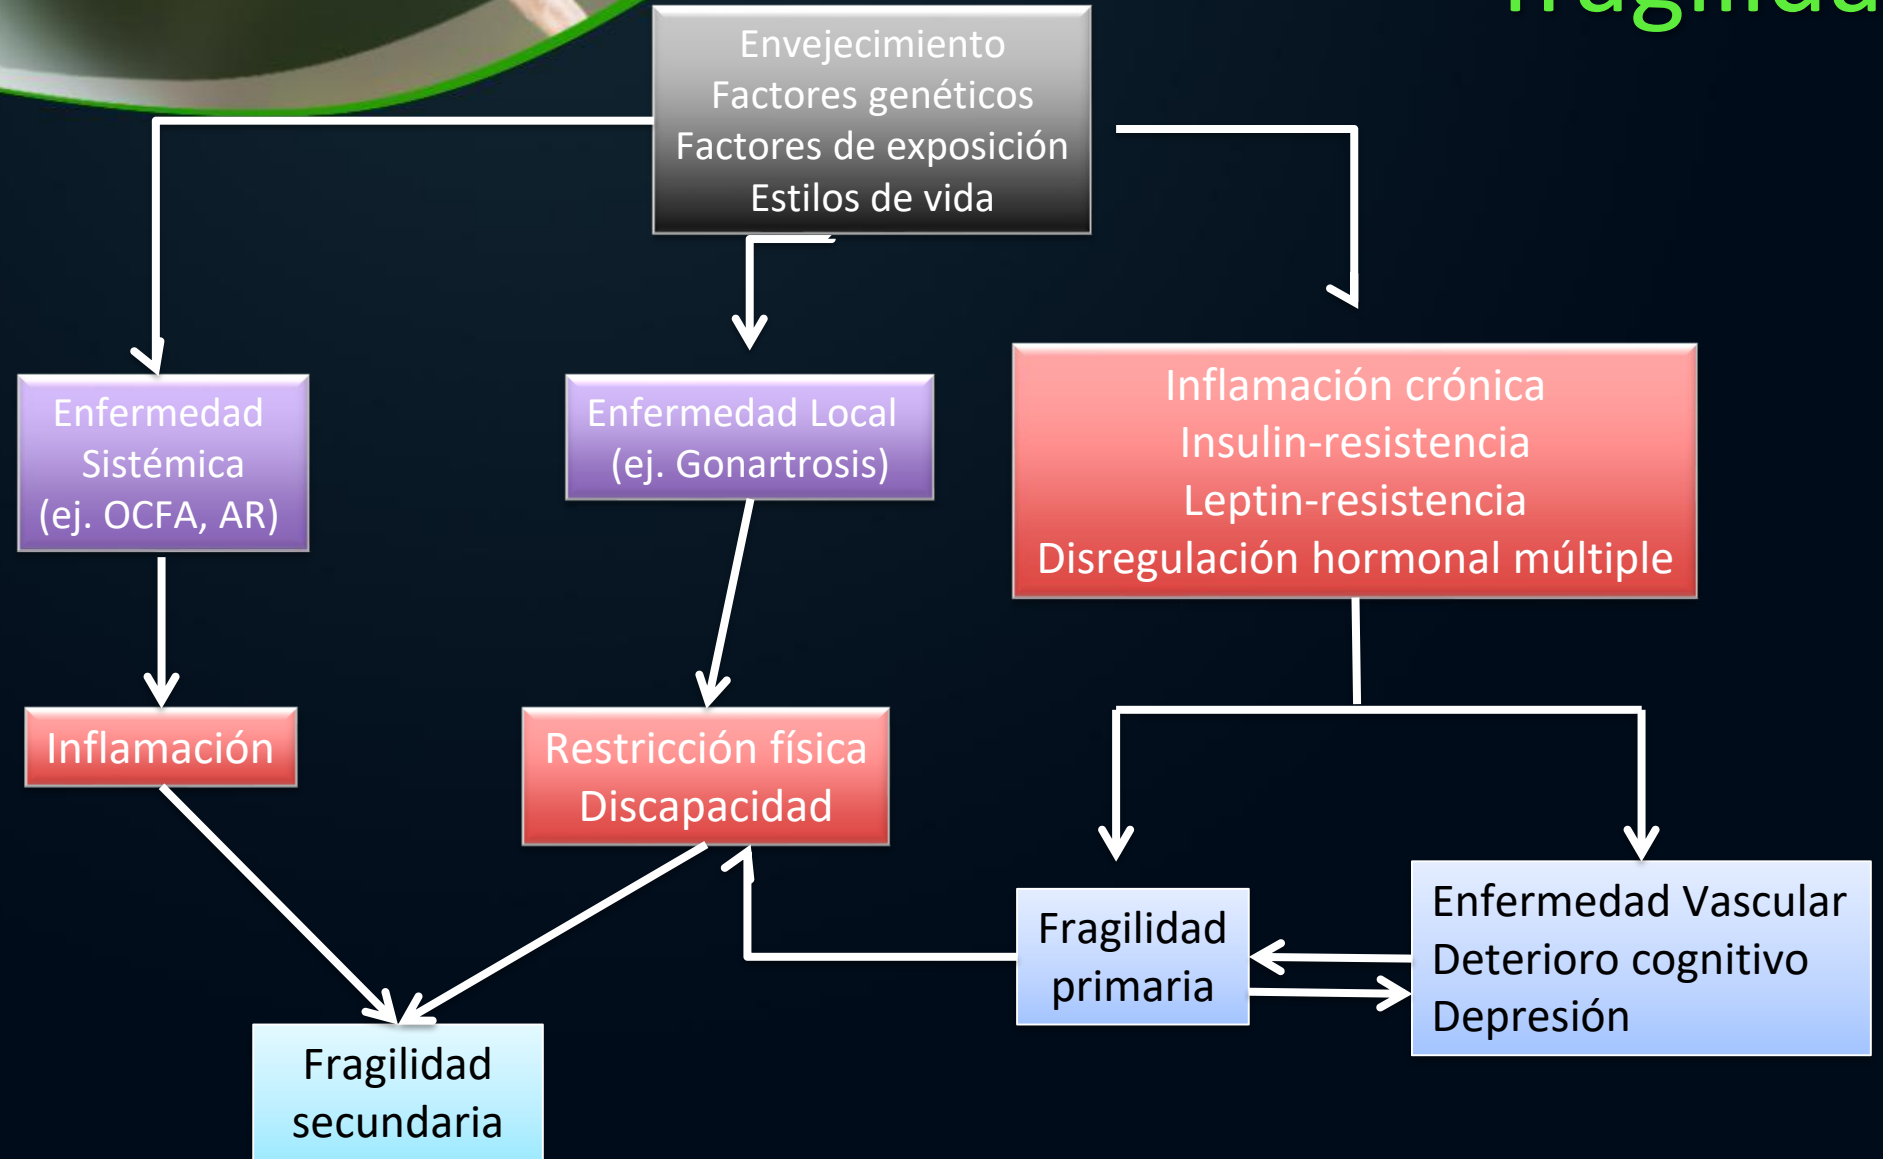 Envejecimiento
Factores genéticos
Factores de exposición
Estilos de vida
Enfermedad
Sistémica
(ej. OCFA, AR)
Enfermedad Local
(ej. Gonartrosis)
Inflamación crónica
Insulin-resistencia
Leptin-resistencia
Disregulación hormonal múltiple
Inflamación
Restricción física
Discapacidad
Fragilidad
primaria
Enfermedad Vascular
Deterioro cognitivo
Depresión
Fragilidad
secundaria